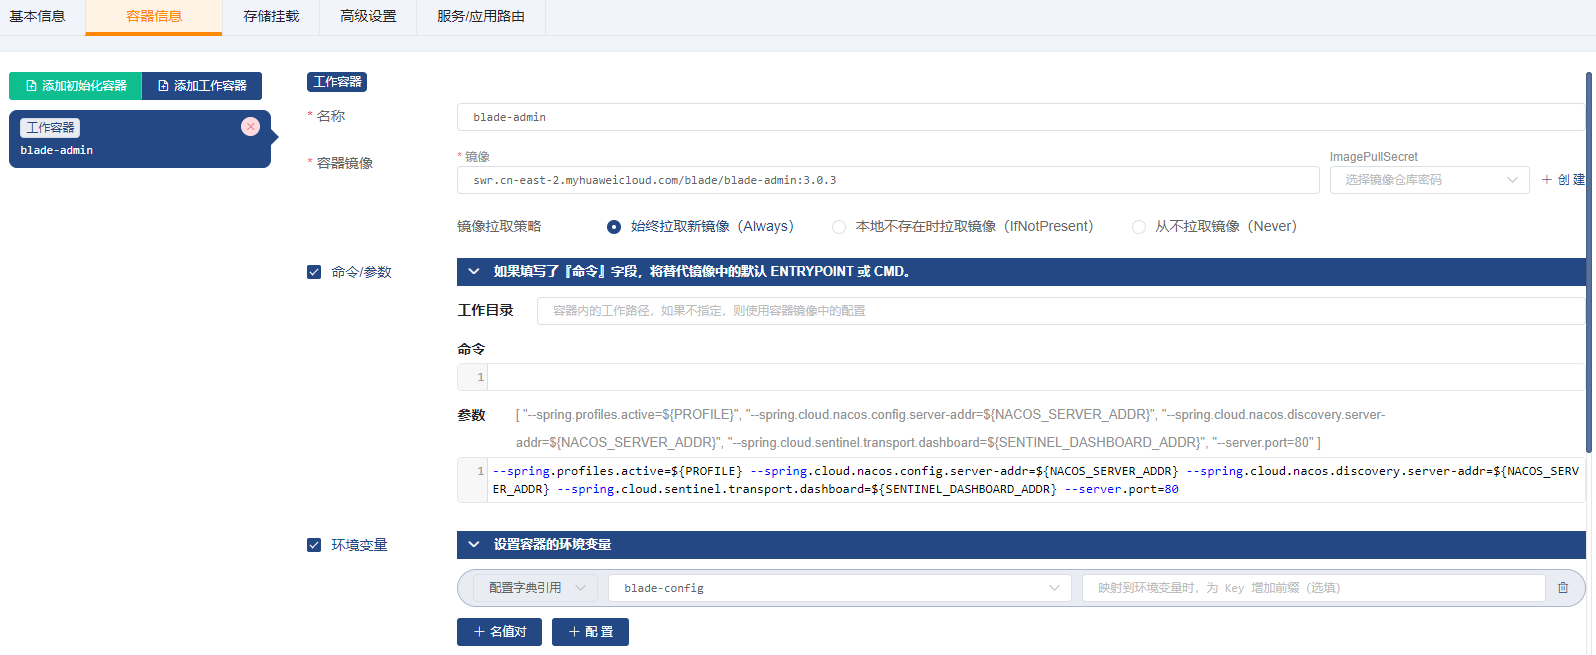 基本信息
容器信息
存储挂载
高级设置
服务/应用路由
添加初始化容器
添加工作容器
工作容器
blade-admin
工作容器
* 名称
blade-admin
* 容器镜像
* 镜像
swr.cn-east-2.myhuaweicloud.com/blade/blade-admin:3.0.3
ImagePullSecret
选择镜像仓库密码
+ 创建
镜像拉取策略
始终拉取新镜像（Always）
本地不存在时拉取镜像（IfNotPresent）
从不拉取镜像（Never）
命令/参数
如果填写了『命令』字段，将替代镜像中的默认 ENTRYPOINT 或 CMD。
工作目录
容器内的工作路径，如果不指定，则使用容器镜像中的配置
命令
1
参数
[ "--spring.profiles.active=${PROFILE}", "--spring.cloud.nacos.config.server-addr=${NACOS_SERVER_ADDR}", "--spring.cloud.nacos.discovery.server-
addr=${NACOS_SERVER_ADDR}", "--spring.cloud.sentinel.transport.dashboard=${SENTINEL_DASHBOARD_ADDR}", "--server.port=80" ]
1
--spring.profiles.active=${PROFILE} --spring.cloud.nacos.config.server-addr=${NACOS_SERVER_ADDR} --spring.cloud.nacos.discovery.server-addr=${NACOS_SERV
ER_ADDR} --spring.cloud.sentinel.transport.dashboard=${SENTINEL_DASHBOARD_ADDR} --server.port=80
环境变量
设置容器的环境变量
配置字典引用
blade-config
映射到环境变量时，为 Key 增加前缀（选填）
+ 名值对
+ 配 置